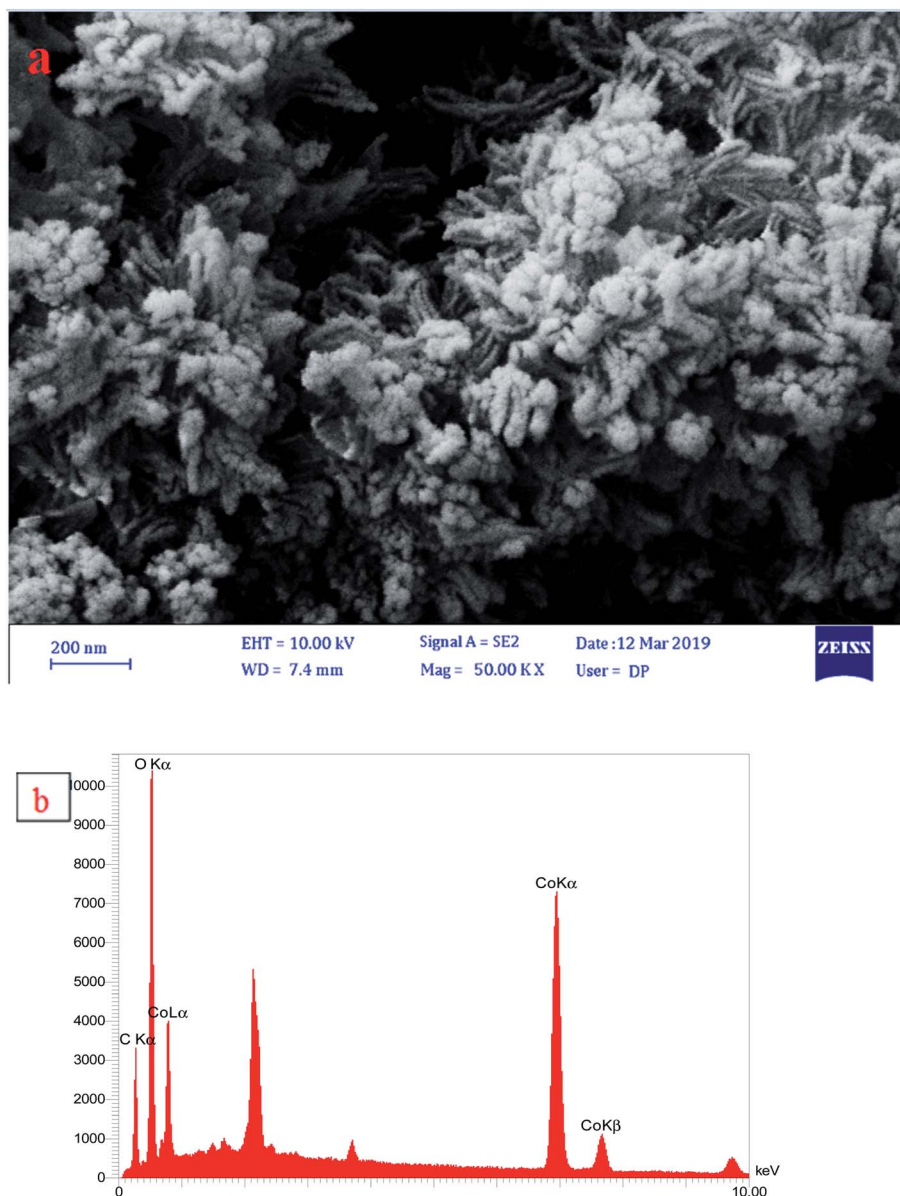 a
200 nm
EHT = 10.00 kV
Signal A = SE2
Date :12 Mar 2019
ZEISS
WD = 7.4 mm
Mag = 50.00 K X
User = DP
b
O Kα
10000
9000
8000
CoKα
7000
6000
5000
CoLα
4000
C Kα
3000
2000
CoKβ
1000
0
keV
0
10.00